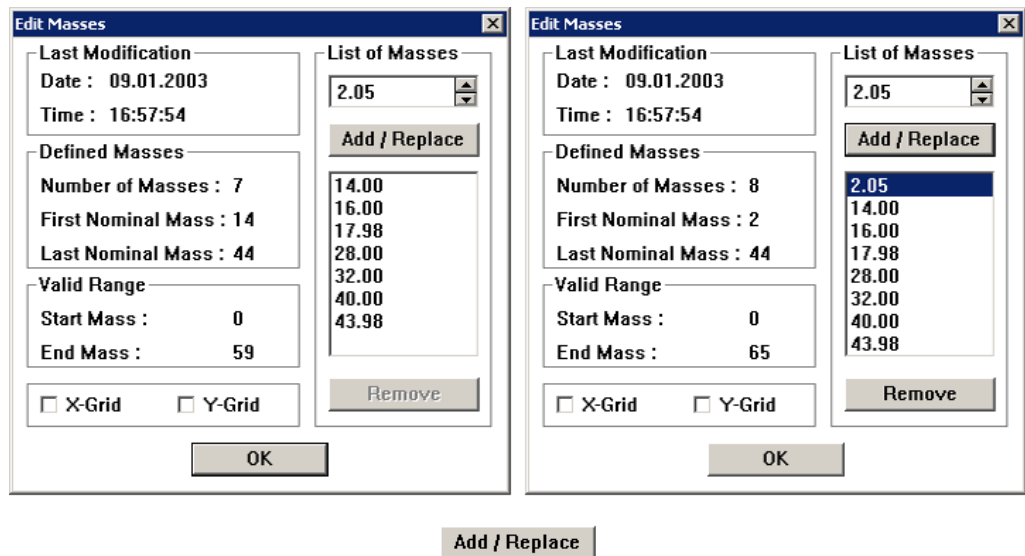 Edit Masses
Last Modification
Date : 09.01.2003
Time : 16:57:54
Defined Masses
Number of Masses : 7
First Nominal Mass : 14
Last Nominal Mass : 44
Valid Range
Start Mass : 0
End Mass : 59
X-Grid Y-Grid
List of Masses
2.05
Add / Replace
14.00
16.00
17.98
28.00
32.00
40.00
43.98
Remove
OK
Edit Masses
Last Modification
Date : 09.01.2003
Time : 16:57:54
Defined Masses
Number of Masses : 8
First Nominal Mass : 2
Last Nominal Mass : 44
Valid Range
Start Mass : 0
End Mass : 65
X-Grid Y-Grid
List of Masses
2.05
Add / Replace
2.05
14.00
16.00
17.98
28.00
32.00
40.00
43.98
Remove
OK
Add / Replace